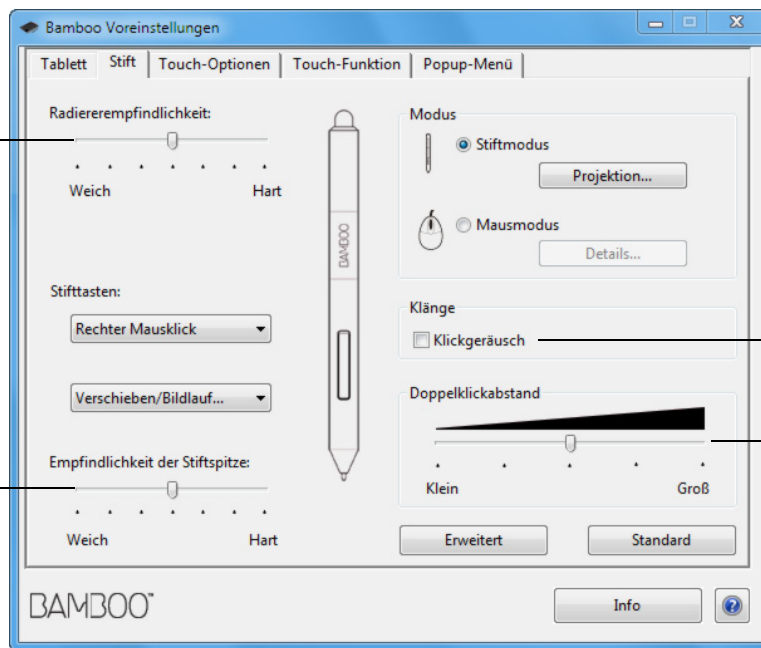 Bamboo Voreinstellungen
Tablett Stift Touch-Optionen Touch-Funktion Popup-Menü
Radiererempfindlichkeit:
Weich Hart
Stifttasten:
Rechter Mausklick
Verschieben/Bildlauf...
Empfindlichkeit der Stiftspitze:
Weich Hart
BAMBOO
Modus
Stiftmodus
Projektion...
Mausmodus
Details...
Klänge
Klickgeräusch
Doppelklickabstand
Klein Groß
Erweitert Standard
BAMBOO™ Info ?